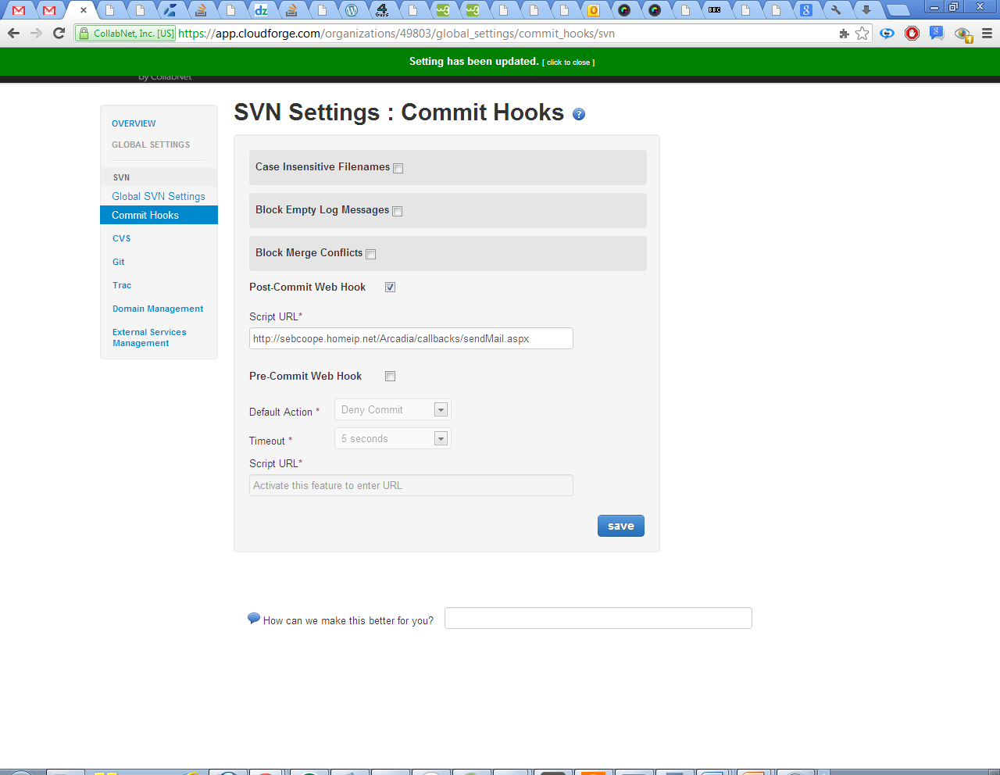 CollabNet, Inc. [US]
https://app.cloudforge.com/organizations/49803/global_settings/commit_hooks/svn
Setting has been updated. [ click to close ]
by CollabNet
SVN Settings : Commit Hooks ?
OVERVIEW
GLOBAL SETTINGS
SVN
Global SVN Settings
Commit Hooks
CVS
Git
Trac
Domain Management
External Services
Management
Case Insensitive Filenames
Block Empty Log Messages
Block Merge Conflicts
Post-Commit Web Hook
Script URL*
http://sebcoope.homeip.net/Arcadia/callbacks/sendMail.aspx
Pre-Commit Web Hook
Default Action * Deny Commit
Timeout * 5 seconds
Script URL*
Activate this feature to enter URL
save
How can we make this better for you?